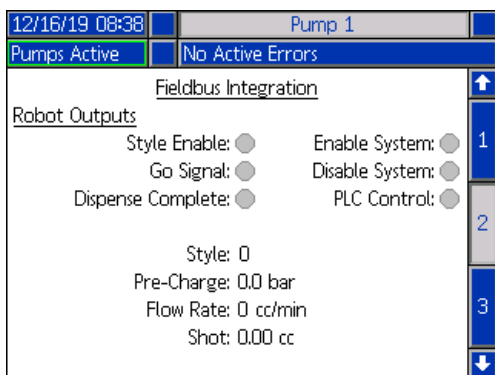 12/16/19 08:38 Pump 1
Pumps Active No Active Errors
Fieldbus Integration
Robot Outputs
Style Enable: Enable System:
Go Signal: Disable System:
Dispense Complete: PLC Control:
Style: 0
Pre-Charge: 0.0 bar
Flow Rate: 0 cc/min
Shot: 0.00 cc
1
2
3